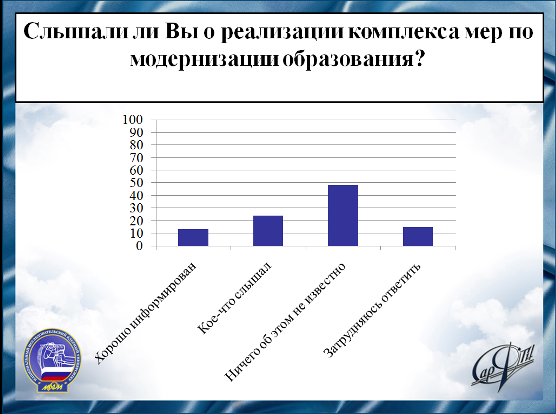 Слышали ли Вы о реализации комплекса мер по
модернизации образования?
100
90
80
70
60
50
40
30
20
10
0
Хорошо информирован
Кое-что слышал
Ничего об этом не известно
Затрудняюсь ответить